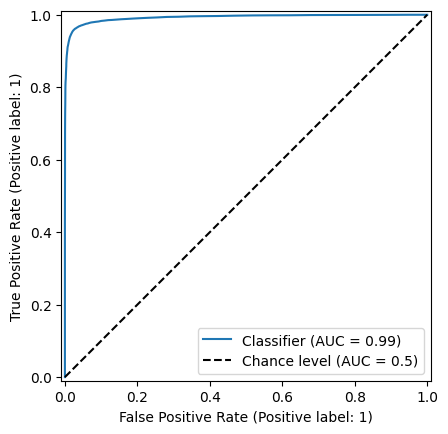 1.0
0.8
0.6
0.4
0.2
0.0
True Positive Rate (Positive label: 1)
Classifier (AUC = 0.99)
Chance level (AUC = 0.5)
0.0 0.2 0.4 0.6 0.8 1.0
False Positive Rate (Positive label: 1)